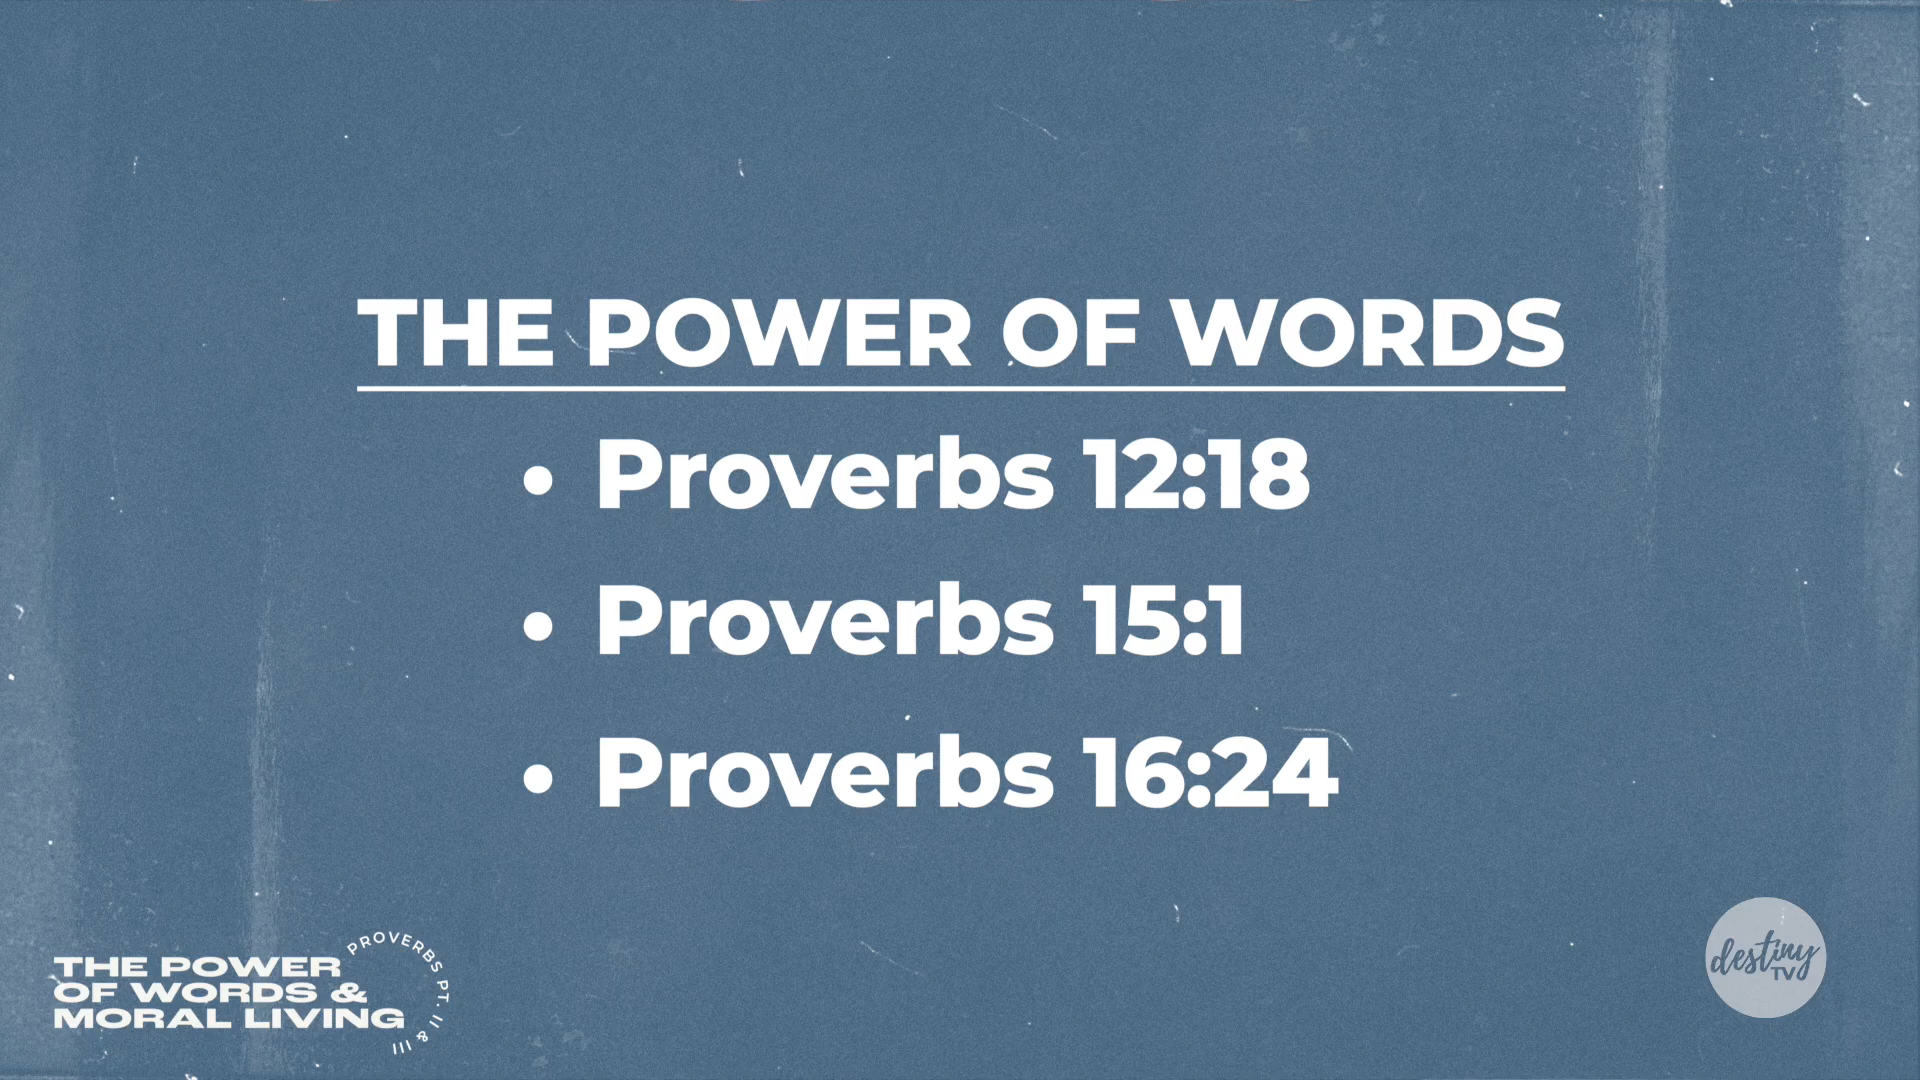 THE POWER OF WORDS
• Proverbs 12:18
• Proverbs 15:1
• Proverbs 16:24
THE POWER
OF WORDS &
MORAL LIVING
PROVERBS PT. II & III
destiny
TV